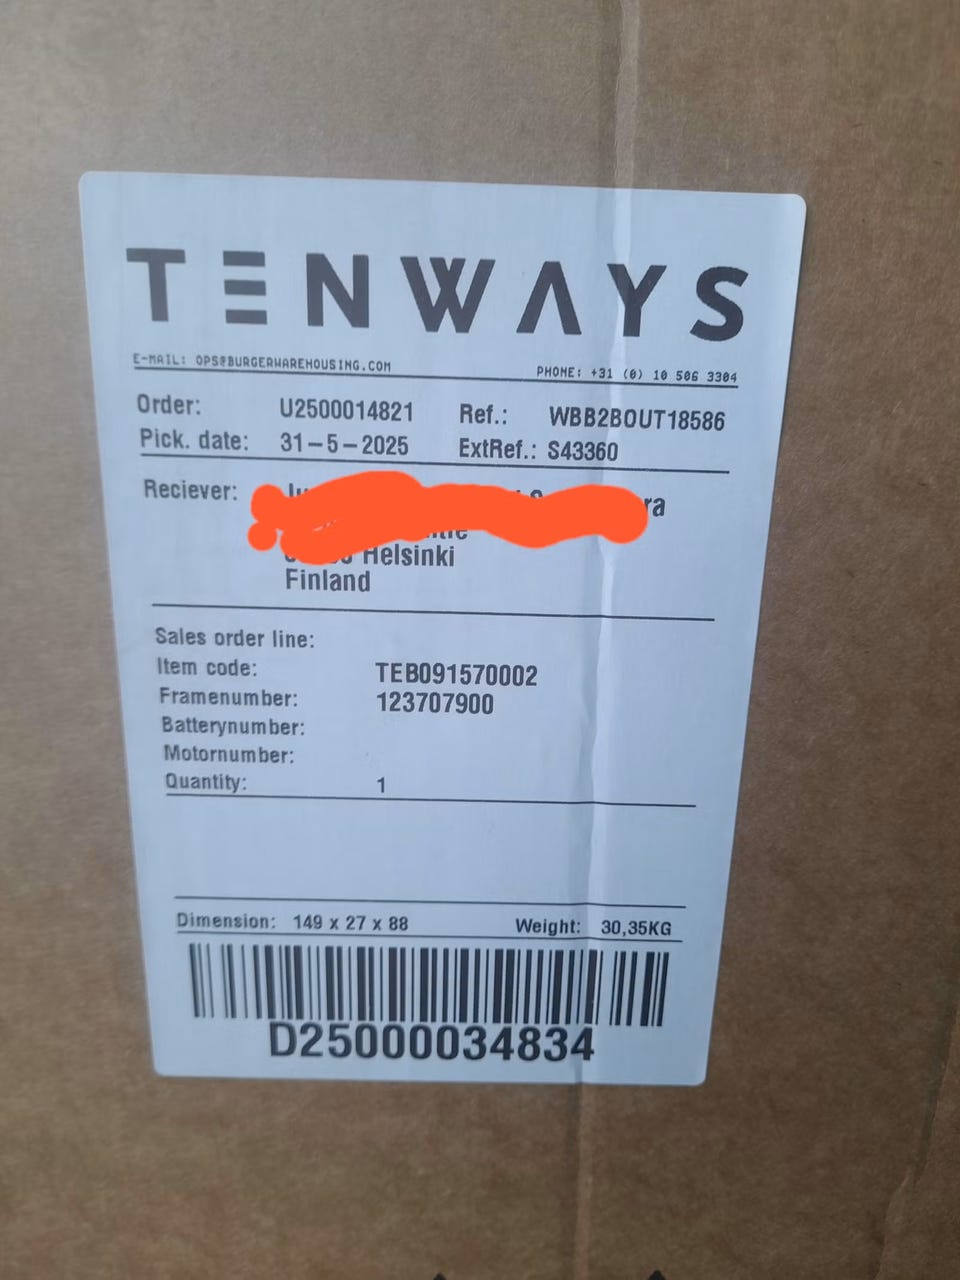 TENWAYS
E-MAIL: OPS@BURGERWAREHOUSING.COM PHONE: +31 (0) 10 506 3304
Order: U2500014821 Ref.: WBB2BOUT18586
Pick. date: 31-5-2025 ExtRef.: S43360
Reciever:
Helsinki
Finland
Sales order line:
Item code: TEB091570002
Framenumber: 123707900
Batterynumber:
Motornumber:
Quantity: 1
Dimension: 149 x 27 x 88 Weight: 30,35KG
D25000034834